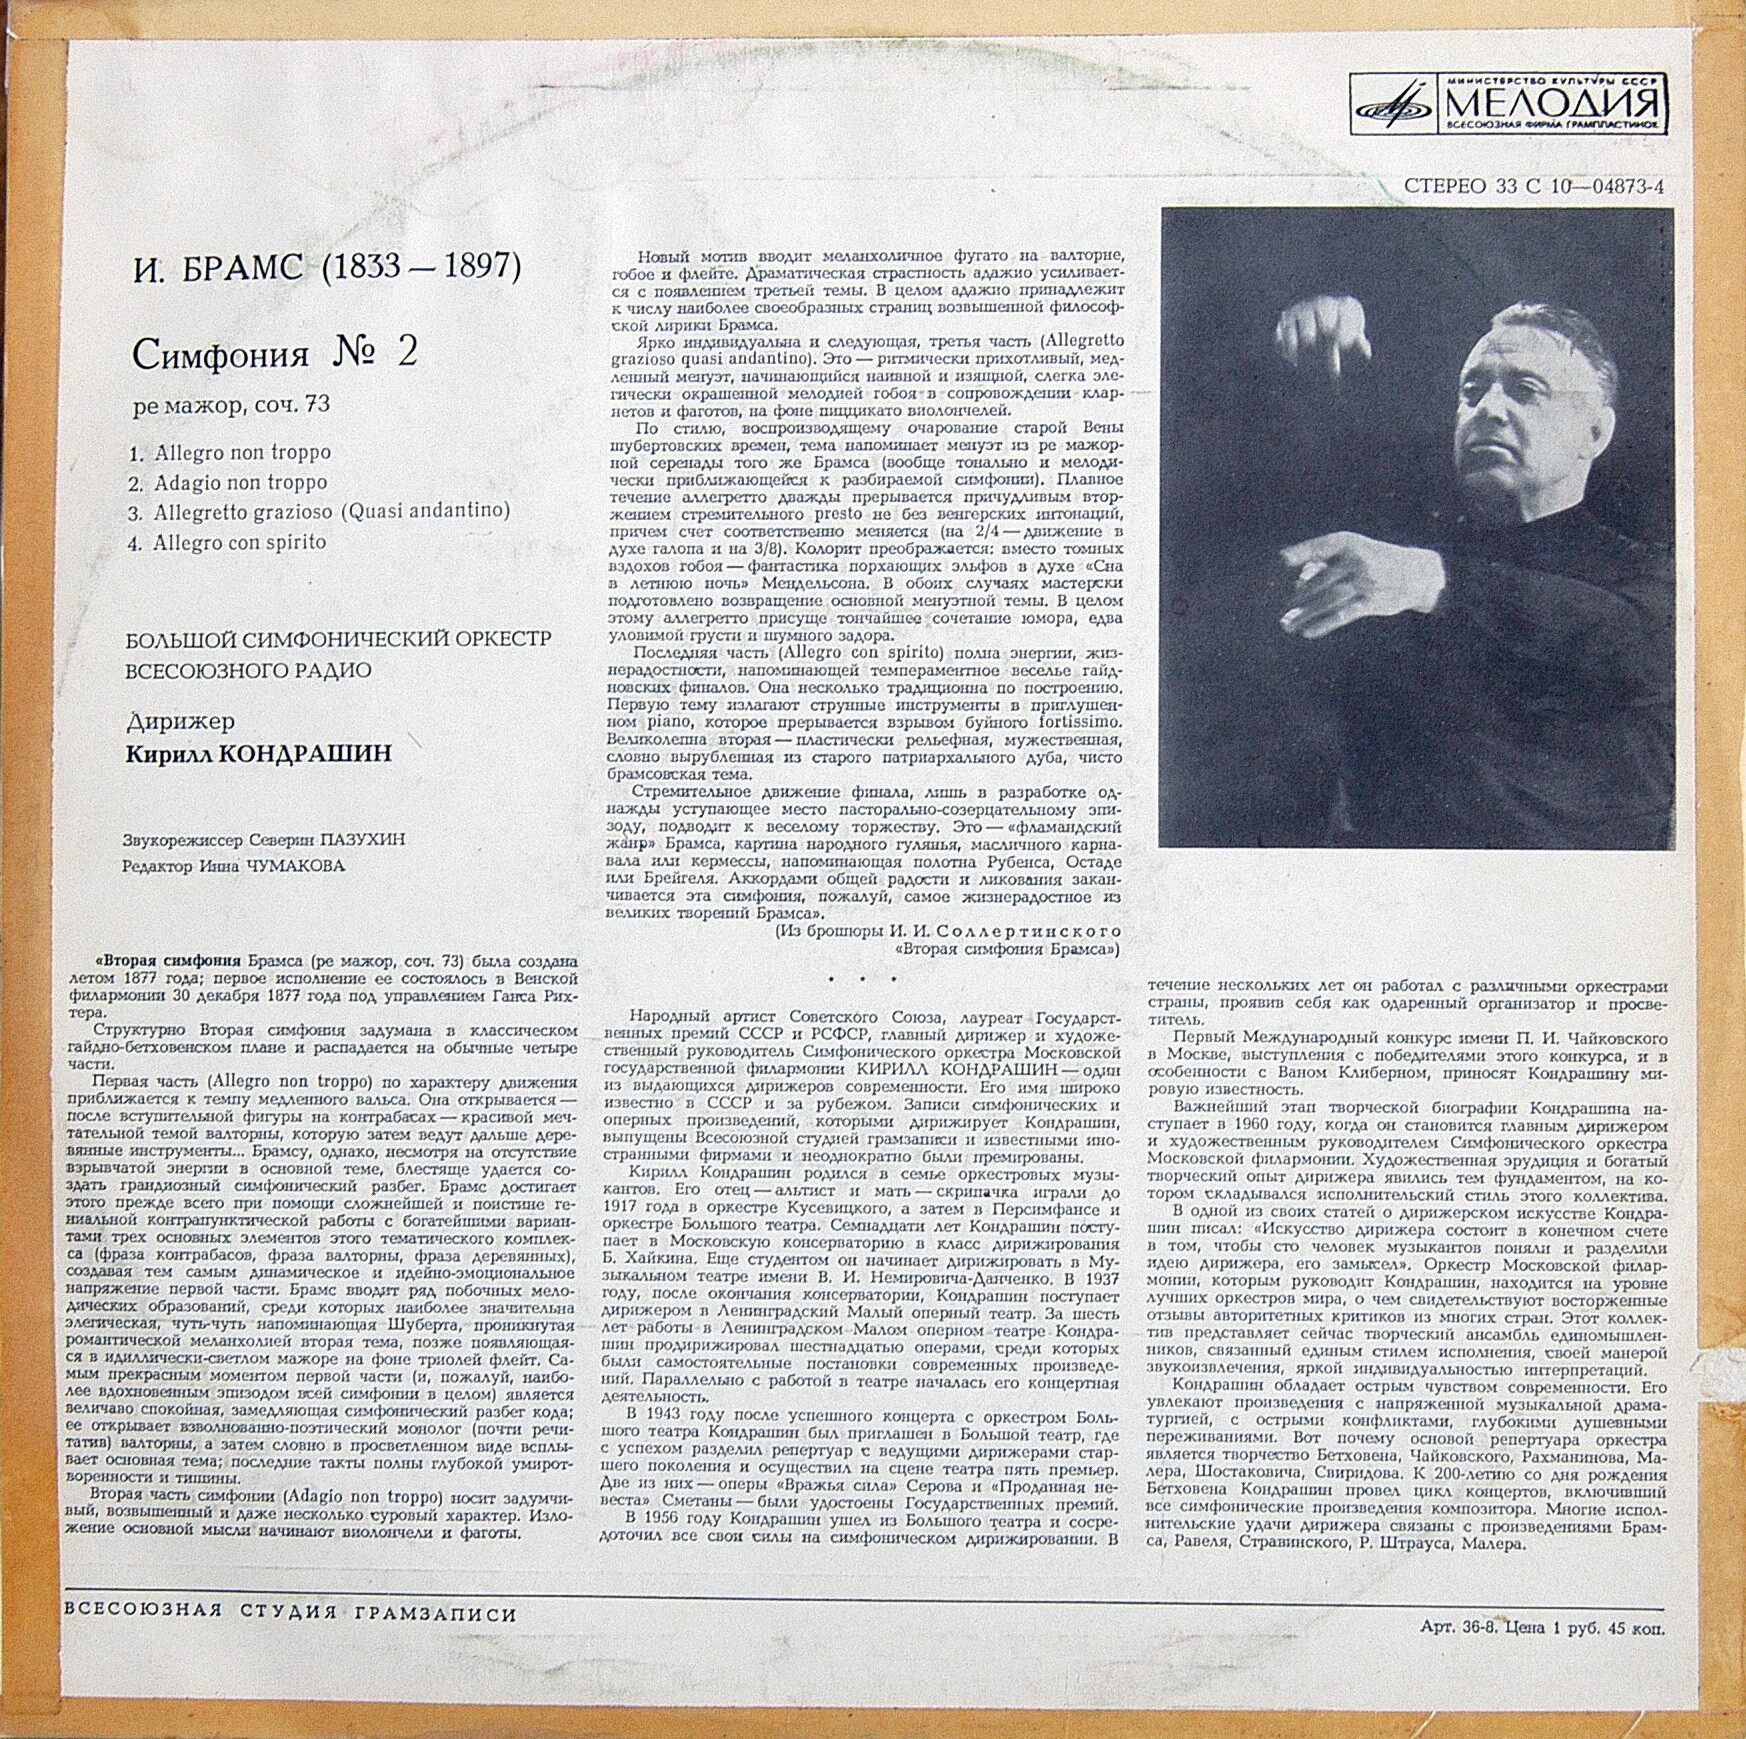 МИНИСТЕРСТВО КУЛЬТУРЫ СССР
МЕЛОДИЯ
ВСЕСОЮЗНАЯ ФИРМА ГРАМПЛАСТИНОК
СТЕРЕО 33 С 10—04873-4
И. БРАМС (1833 — 1897)
Симфония № 2
ре мажор, соч. 73
1. Allegro non troppo
2. Adagio non troppo
3. Allegretto grazioso (Quasi andantino)
4. Allegro con spirito
БОЛЬШОЙ СИМФОНИЧЕСКИЙ ОРКЕСТР
ВСЕСОЮЗНОГО РАДИО
Дирижер
Кирилл КОНДРАШИН
Звукорежиссер Северин ПАЗУХИН
Редактор Инна ЧУМАКОВА
«Вторая симфония Брамса (ре мажор, соч. 73) была создана
летом 1877 года; первое исполнение ее состоялось в Венской
филармонии 30 декабря 1877 года под управлением Ганса Рих-
тера.
Структурно Вторая симфония задумана в классическом
гайдно-бетховенском плане и распадается на обычные четыре
части.
Первая часть (Allegro non troppo) по характеру движения
приближается к темпу медленного вальса. Она открывается —
после вступительной фигуры на контрабасах — красивой меч-
тательной темой валторны, которую затем ведут дальше дере-
вянные инструменты... Брамсу, однако, несмотря на отсутствие
взрывчатой энергии в основной теме, блестяще удается со-
здать грандиозный симфонический разбег. Брамс достигает
этого прежде всего при помощи сложнейшей и поистине ге-
ниальной контрапунктической работы с богатейшими вариан-
тами трех основных элементов этого тематического комплек-
са (фраза контрабасов, фраза валторны, фраза деревянных),
создавая тем самым динамическое и идейно-эмоциональное
напряжение первой части. Брамс вводит ряд побочных мело-
дических образований, среди которых наиболее значительна
элегическая, чуть-чуть напоминающая Шуберта, проникнутая
романтической меланхолией вторая тема, позже появляющая-
ся в идиллически-светлом мажоре на фоне триолей флейт. Са-
мым прекрасным моментом первой части (и, пожалуй, наибо-
лее вдохновенным эпизодом всей симфонии в целом) является
величаво спокойная, замедляющая симфонический разбег кода;
ее открывает взволнованно-поэтический монолог (почти речи-
татив) валторны, а затем словно в просветленном виде всплы-
вает основная тема; последние такты полны глубокой умирот-
воренности и тишины.
Вторая часть симфонии (Adagio non troppo) носит задумчи-
вый, возвышенный и даже несколько суровый характер. Изло-
жение основной мысли начинают виолончели и фаготы.
Новый мотив вводит меланхоличное фугато на валторне,
гобое и флейте. Драматическая страстность адажио усиливает-
ся с появлением третьей темы. В целом адажио принадлежит
к числу наиболее своеобразных страниц возвышенной философ-
ской лирики Брамса.
Ярко индивидуальна и следующая, третья часть (Allegretto
grazioso quasi andantino). Это — ритмически прихотливый, мед-
ленный менуэт, начинающийся наивной и изящной, слегка эле-
гически окрашенной мелодией гобоя в сопровождении клар-
нетов и фаготов, на фоне пиццикато виолончелей.
По стилю, воспроизводящему очарование старой Вены
шубертовских времен, тема напоминает менуэт из ре мажор-
ной серенады того же Брамса (вообще тонально и мелоди-
чески приближающейся к разбираемой симфонии). Плавное
течение аллегретто дважды прерывается причудливым втор-
жением стремительного presto не без венгерских интонаций,
причем счет соответственно меняется (на 2/4 — движение в
духе галопа и на 3/8). Колорит преображается: вместо томных
вздохов гобоя — фантастика порхающих эльфов в духе «Сна
в летнюю ночь» Мендельсона. В обоих случаях мастерски
подготовлено возвращение основной менуэтной темы. В целом
этому аллегретто присуще тончайшее сочетание юмора, едва
уловимой грусти и шумного задора.
Последняя часть (Allegro con spirito) полна энергии, жиз-
нерадостности, напоминающей темпераментное веселье гайд-
новских финалов. Она несколько традиционна по построению.
Первую тему излагают струнные инструменты в приглушен-
ном piano, которое прерывается взрывом буйного fortissimo.
Великолепна вторая — пластически рельефная, мужественная,
словно вырубленная из старого патриархального дуба, чисто
брамсовская тема.
Стремительное движение финала, лишь в разработке од-
нажды уступающее место пасторально-созерцательному эпи-
зоду, подводит к веселому торжеству. Это — «фламандский
жанр» Брамса, картина народного гулянья, масличного карна-
вала или кермессы, напоминающая полотна Рубенса, Остаде
или Брейгеля. Аккордами общей радости и ликования закан-
чивается эта симфония, пожалуй, самое жизнерадостное из
великих творений Брамса».
(Из брошюры И. И. Соллертинского
«Вторая симфония Брамса»)
• • •
Народный артист Советского Союза, лауреат Государст-
венных премий СССР и РСФСР, главный дирижер и художе-
ственный руководитель Симфонического оркестра Московской
государственной филармонии КИРИЛЛ КОНДРАШИН — один
из выдающихся дирижеров современности. Его имя широко
известно в СССР и за рубежом. Записи симфонических и
оперных произведений, которыми дирижирует Кондрашин,
выпущены Всесоюзной студией грамзаписи и известными ино-
странными фирмами и неоднократно были премированы.
Кирилл Кондрашин родился в семье оркестровых музы-
кантов. Его отец — альтист и мать — скрипачка играли до
1917 года в оркестре Кусевицкого, а затем в Персимфансе и
оркестре Большого театра. Семнадцати лет Кондрашин посту-
пает в Московскую консерваторию в класс дирижирования
Б. Хайкина. Еще студентом он начинает дирижировать в Му-
зыкальном театре имени В. И. Немировича-Данченко. В 1937
году, после окончания консерватории, Кондрашин поступает
дирижером в Ленинградский Малый оперный театр. За шесть
лет работы в Ленинградском Малом оперном театре Кондра-
шин продирижировал шестнадцатью операми, среди которых
были самостоятельные постановки современных произведе-
ний. Параллельно с работой в театре началась его концертная
деятельность.
В 1943 году после успешного концерта с оркестром Боль-
шого театра Кондрашин был приглашен в Большой театр, где
с успехом разделил репертуар с ведущими дирижерами стар-
шего поколения и осуществил на сцене театра пять премьер.
Две из них — оперы «Вражья сила» Серова и «Проданная не-
веста» Сметаны — были удостоены Государственных премий.
В 1956 году Кондрашин ушел из Большого театра и сосре-
доточил все свои силы на симфоническом дирижировании. В
течение нескольких лет он работал с различными оркестрами
страны, проявив себя как одаренный организатор и просве-
титель.
Первый Международный конкурс имени П. И. Чайковского
в Москве, выступления с победителями этого конкурса, и в
особенности с Ваном Клиберном, приносят Кондрашину ми-
ровую известность.
Важнейший этап творческой биографии Кондрашина на-
ступает в 1960 году, когда он становится главным дирижером
и художественным руководителем Симфонического оркестра
Московской филармонии. Художественная эрудиция и богатый
творческий опыт дирижера явились тем фундаментом, на ко-
тором складывался исполнительский стиль этого коллектива.
В одной из своих статей о дирижерском искусстве Кондра-
шин писал: «Искусство дирижера состоит в конечном счете
в том, чтобы сто человек музыкантов поняли и разделили
идею дирижера, его замысел». Оркестр Московской филар-
монии, которым руководит Кондрашин, находится на уровне
лучших оркестров мира, о чем свидетельствуют восторженные
отзывы авторитетных критиков из многих стран. Этот коллек-
тив представляет сейчас творческий ансамбль единомышлен-
ников, связанный единым стилем исполнения, своей манерой
звукоизвлечения, яркой индивидуальностью интерпретаций.
Кондрашин обладает острым чувством современности. Его
увлекают произведения с напряженной музыкальной драма-
тургией, с острыми конфликтами, глубокими душевными
переживаниями. Вот почему основой репертуара оркестра
является творчество Бетховена, Чайковского, Рахманинова, Ма-
лера, Шостаковича, Свиридова. К 200-летию со дня рождения
Бетховена Кондрашин провел цикл концертов, включивший
все симфонические произведения композитора. Многие испол-
нительские удачи дирижера связаны с произведениями Брам-
са, Равеля, Стравинского, Р. Штрауса, Малера.
ВСЕСОЮЗНАЯ СТУДИЯ ГРАМЗАПИСИ
Арт. 36-8. Цена 1 руб. 45 коп.